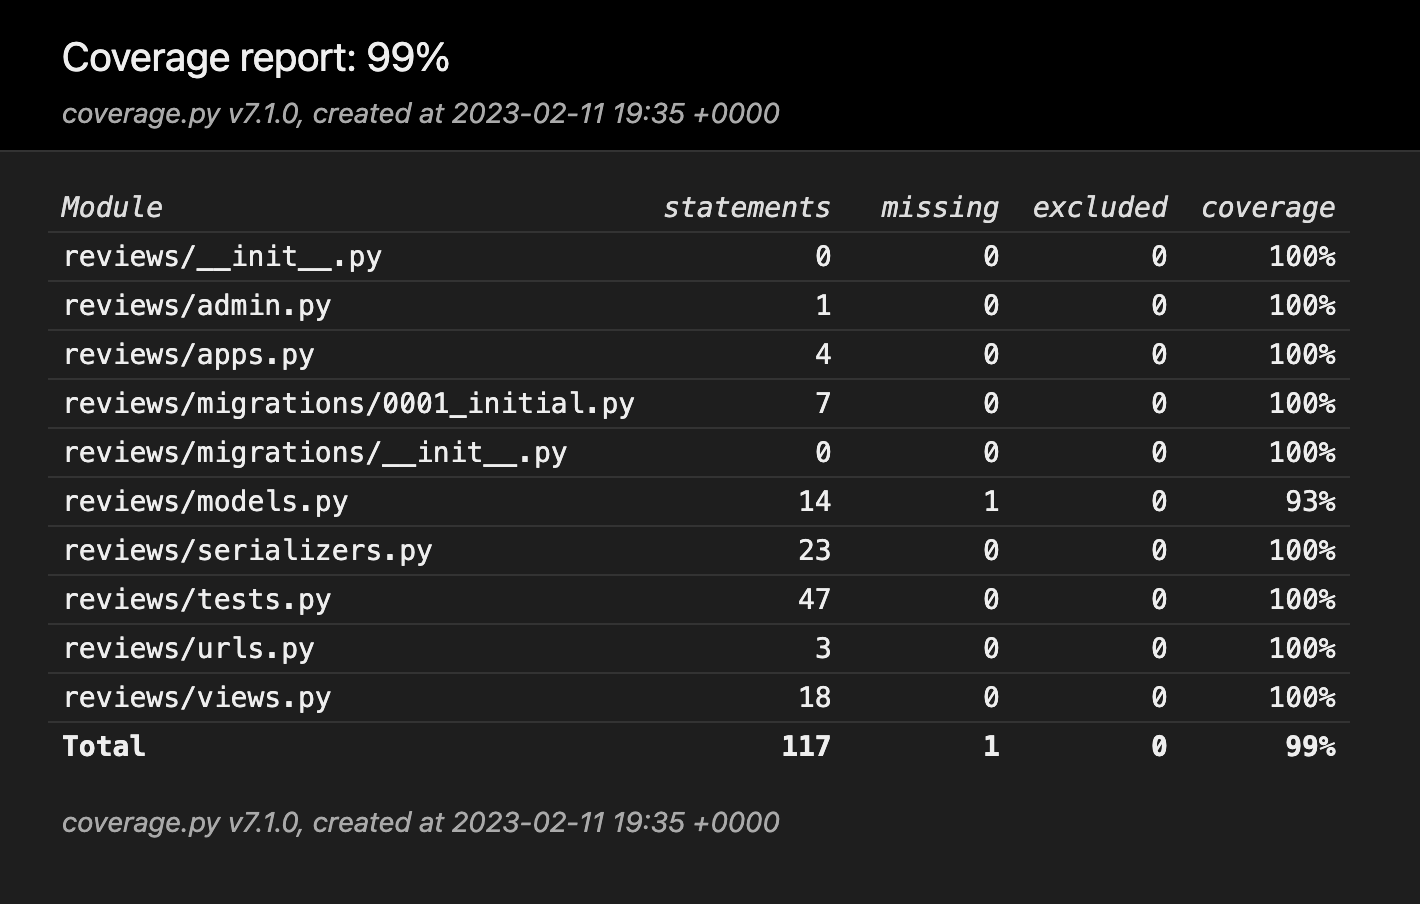 Coverage report: 99%
coverage.py v7.1.0, created at 2023-02-11 19:35 +0000
Module statements missing excluded coverage
reviews/__init__.py 0 0 0 100%
reviews/admin.py 1 0 0 100%
reviews/apps.py 4 0 0 100%
reviews/migrations/0001_initial.py 7 0 0 100%
reviews/migrations/__init__.py 0 0 0 100%
reviews/models.py 14 1 0 93%
reviews/serializers.py 23 0 0 100%
reviews/tests.py 47 0 0 100%
reviews/urls.py 3 0 0 100%
reviews/views.py 18 0 0 100%
Total 117 1 0 99%
coverage.py v7.1.0, created at 2023-02-11 19:35 +0000